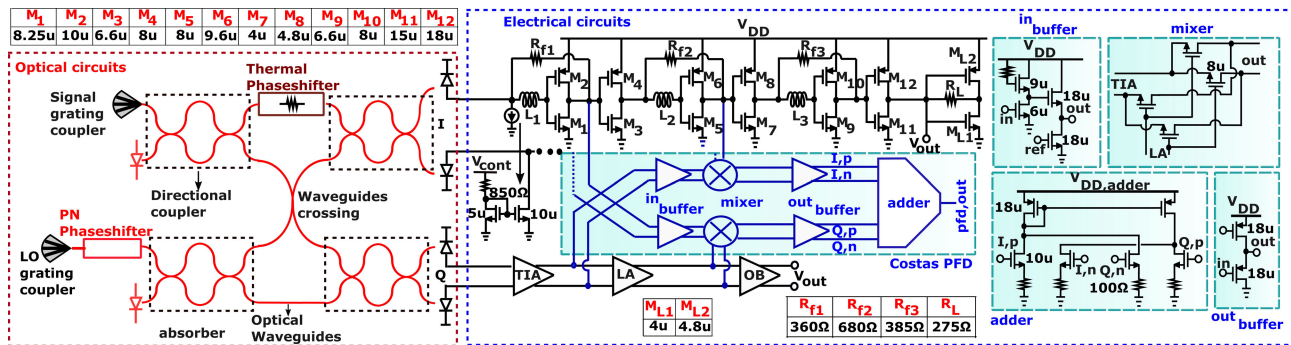 M1 M2 M3 M4 M5 M6 M7 M8 M9 M10 M11 M12
8.25u 10u 6.6u 8u 8u 9.6u 4u 4.8u 6.6u 8u 15u 18u
Optical circuits
Thermal
Phaseshifter
Signal
grating
coupler
I
Directional
coupler
Waveguides
crossing
PN
Phaseshifter
LO
grating
coupler
Q
absorber
Optical
Waveguides
Electrical circuits
VDD
Rf1
Rf2
Rf3
M2
M4
M6
M8
M10
M12
ML2
RL
L1
L2
L3
M1
M3
M5
M7
M9
M11
ML1
Vout
Vcont
850Ω
5u
10u
in buffer
mixer
out buffer
I,p
I,n
Q,p
Q,n
adder
pfd,out
Costas PFD
TIA
LA
OB
Vout
ML1 ML2
4u 4.8u
Rf1 Rf2 Rf3 RL
360Ω 680Ω 385Ω 275Ω
in buffer
VDD
9u
18u
out
in
6u
ref
18u
mixer
out
8u
TIA
LA
VDD,adder
18u
I,p
10u
I,n
Q,n
Q,p
100Ω
adder
VDD
18u
out
in
18u
out buffer